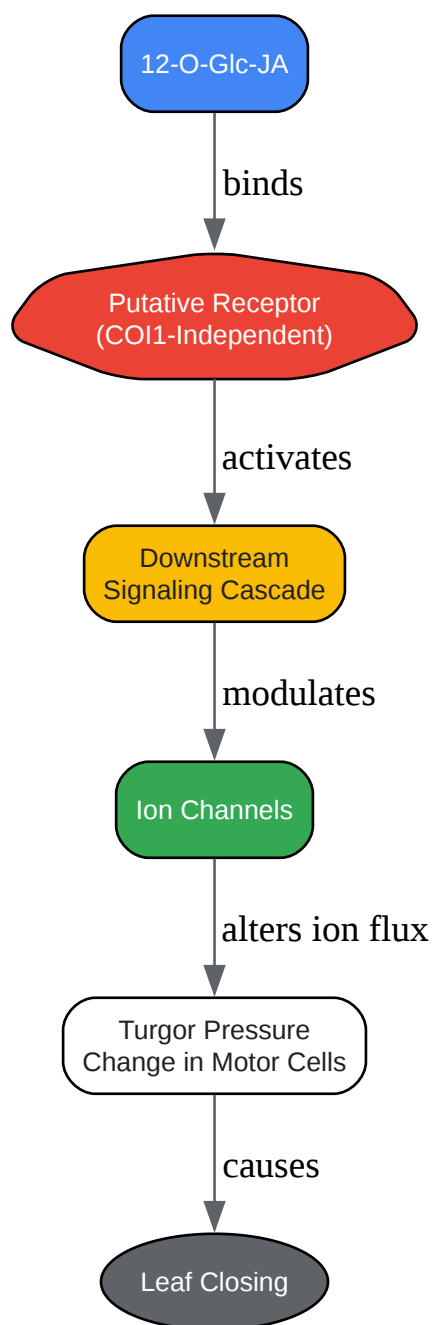 12-O-Glc-JA
binds
Putative Receptor
(COI1-Independent)
activates
Downstream
Signaling Cascade
modulates
Ion Channels
alters ion flux
Turgor Pressure
Change in Motor Cells
causes
Leaf Closing